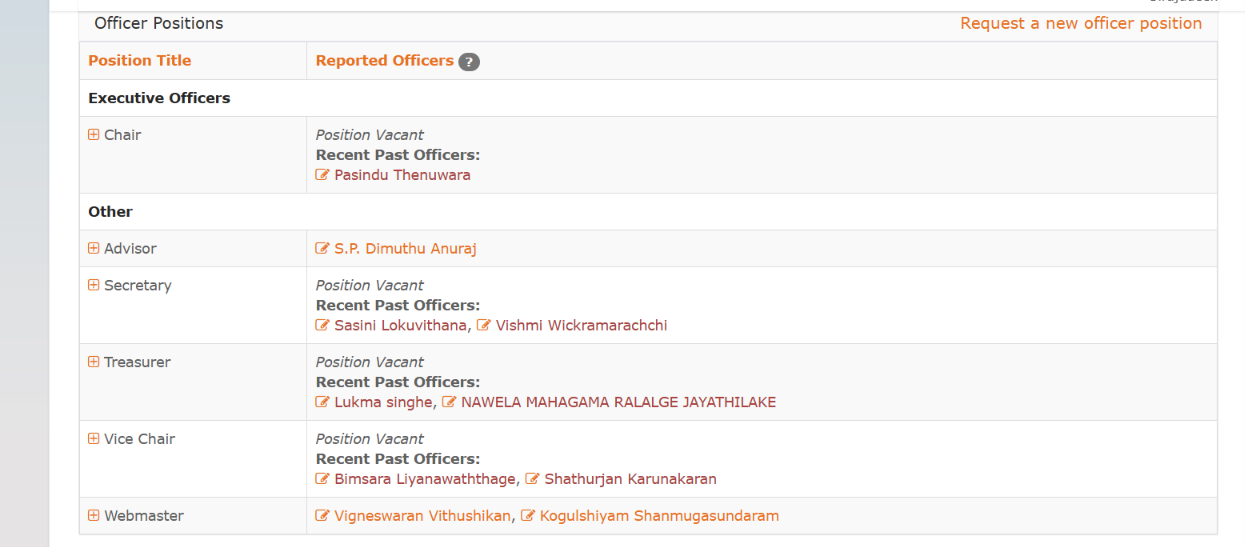 Officer Positions Request a new officer position
Position Title Reported Officers ?
Executive Officers
Chair Position Vacant
Recent Past Officers:
Pasindu Thenuwara
Other
Advisor S.P. Dimuthu Anuraj
Secretary Position Vacant
Recent Past Officers:
Sasini Lokuvithana, Vishmi Wickramarachchi
Treasurer Position Vacant
Recent Past Officers:
Lukma singhe, NAWELA MAHAGAMA RALALGE JAYATHILAKE
Vice Chair Position Vacant
Recent Past Officers:
Bimsara Liyanawaththage, Shathurjan Karunakaran
Webmaster Vigneswaran Vithushikan, Kogulshiyam Shanmugasundaram